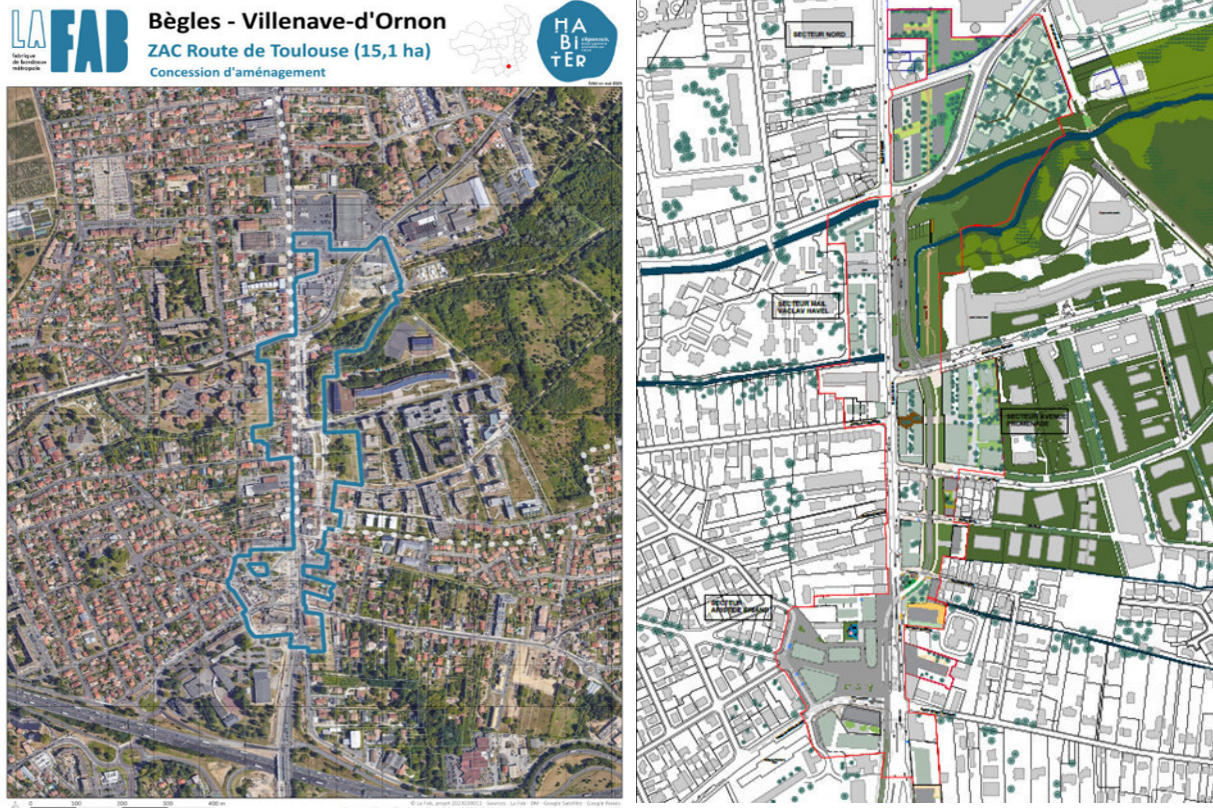 LA FAB
fabrique
de bordeaux
métropole
Bègles - Villenave-d'Ornon
ZAC Route de Toulouse (15,1 ha)
Concession d'aménagement
HA
BI
TER
0 100 200 300 400 m
SECTEUR NORD
SECTEUR MAIL
VACLAV HAVEL
SECTEUR AVENUE
PROMENADE
SECTEUR
ARISTIDE BRIAND